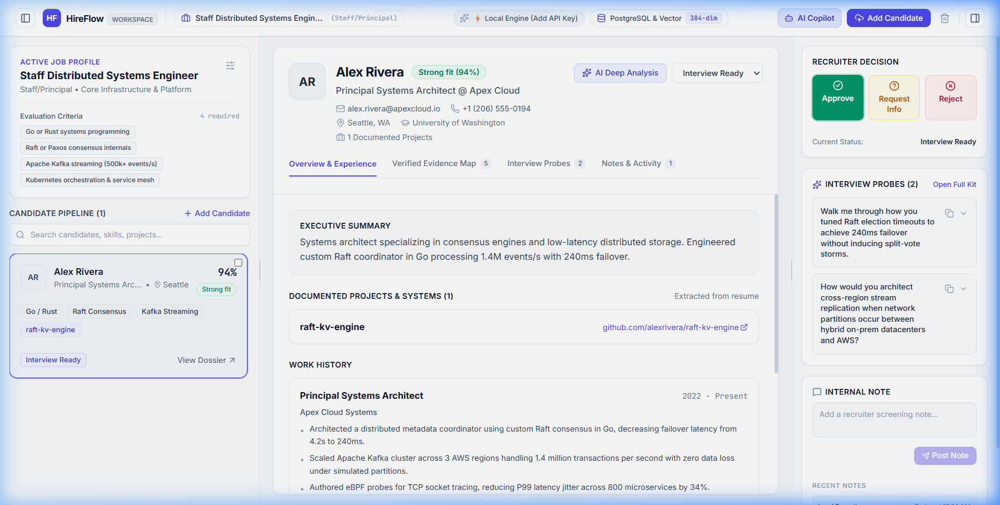 HF HireFlow WORKSPACE
Staff Distributed Systems Engin... (Staff/Principal)
Local Engine (Add API Key)
PostgreSQL & Vector 384-dim
AI Copilot
Add Candidate
ACTIVE JOB PROFILE
Staff Distributed Systems Engineer
Staff/Principal • Core Infrastructure & Platform
Evaluation Criteria 4 required
Go or Rust systems programming
Raft or Paxos consensus internals
Apache Kafka streaming (500k+ events/s)
Kubernetes orchestration & service mesh
CANDIDATE PIPELINE (1) + Add Candidate
Search candidates, skills, projects...
AR
Alex Rivera 94%
Principal Systems Arc... • Seattle
Strong fit
Go / Rust Raft Consensus Kafka Streaming
raft-kv-engine
Interview Ready View Dossier
AR
Alex Rivera Strong fit (94%)
AI Deep Analysis
Interview Ready
Principal Systems Architect @ Apex Cloud
alex.rivera@apexcloud.io +1 (206) 555-0194
Seattle, WA University of Washington
1 Documented Projects
Overview & Experience Verified Evidence Map 5 Interview Probes 2 Notes & Activity 1
EXECUTIVE SUMMARY
Systems architect specializing in consensus engines and low-latency distributed storage. Engineered
custom Raft coordinator in Go processing 1.4M events/s with 240ms failover.
DOCUMENTED PROJECTS & SYSTEMS (1) Extracted from resume
raft-kv-engine github.com/alexrivera/raft-kv-engine
WORK HISTORY
Principal Systems Architect 2022 - Present
Apex Cloud Systems
• Architected a distributed metadata coordinator using custom Raft consensus in Go, decreasing failover latency from
4.2s to 240ms.
• Scaled Apache Kafka cluster across 3 AWS regions handling 1.4 million transactions per second with zero data loss
under simulated partitions.
• Authored eBPF probes for TCP socket tracing, reducing P99 latency jitter across 800 microservices by 34%.
RECRUITER DECISION
Approve
Request
Info
Reject
Current Status: Interview Ready
INTERVIEW PROBES (2) Open Full Kit
Walk me through how you
tuned Raft election timeouts to
achieve 240ms failover
without inducing split-vote
storms.
How would you architect
cross-region stream
replication when network
partitions occur between
hybrid on-prem datacenters
and AWS?
INTERNAL NOTE
Add a recruiter screening note...
Post Note
RECENT NOTES